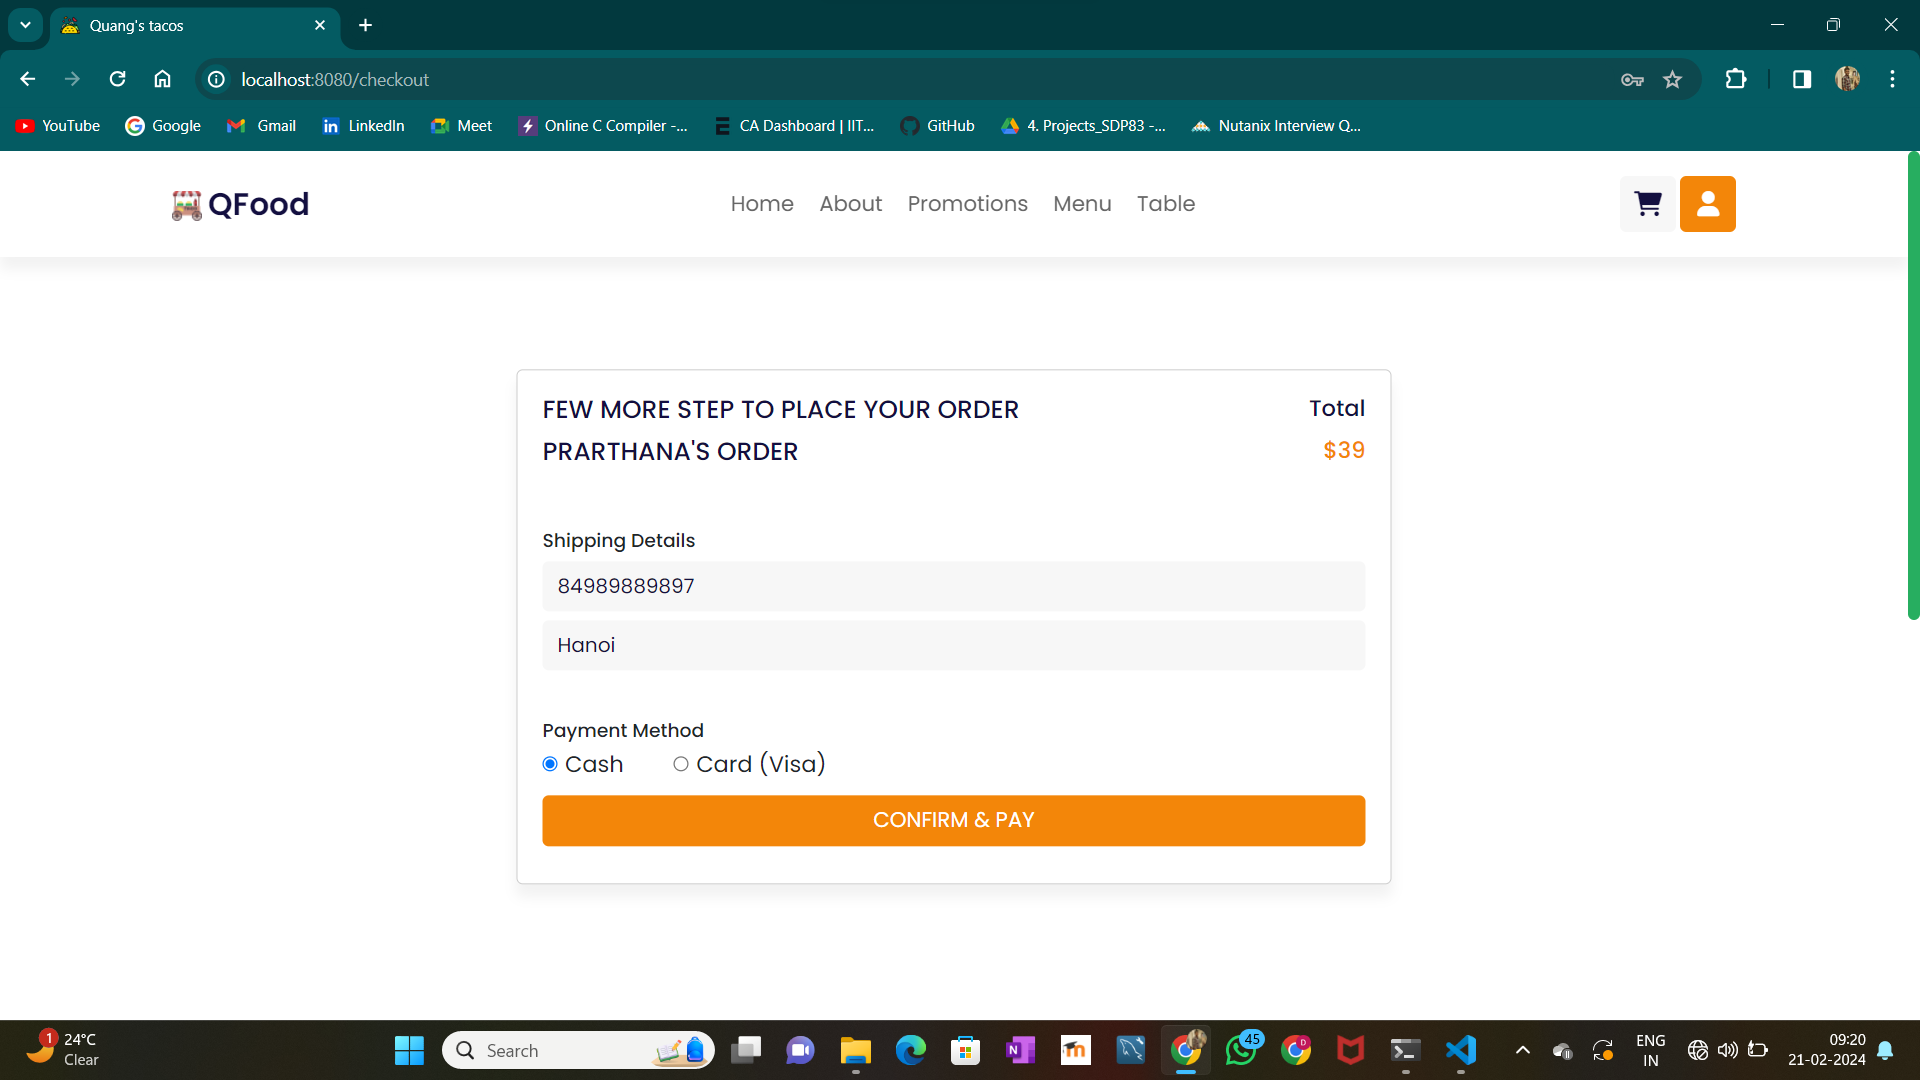 Quang's tacos
localhost:8080/checkout
YouTube
Google
Gmail
LinkedIn
Meet
Online C Compiler -...
CA Dashboard | IIT...
GitHub
4. Projects_SDP83 -...
Nutanix Interview Q...
QFood
Home
About
Promotions
Menu
Table
FEW MORE STEP TO PLACE YOUR ORDER
Total
PRARTHANA'S ORDER
$39
Shipping Details
84989889897
Hanoi
Payment Method
Cash
Card (Visa)
CONFIRM & PAY
1
24°C
Clear
Search
N
m
D
45
ENG
IN
09:20
21-02-2024